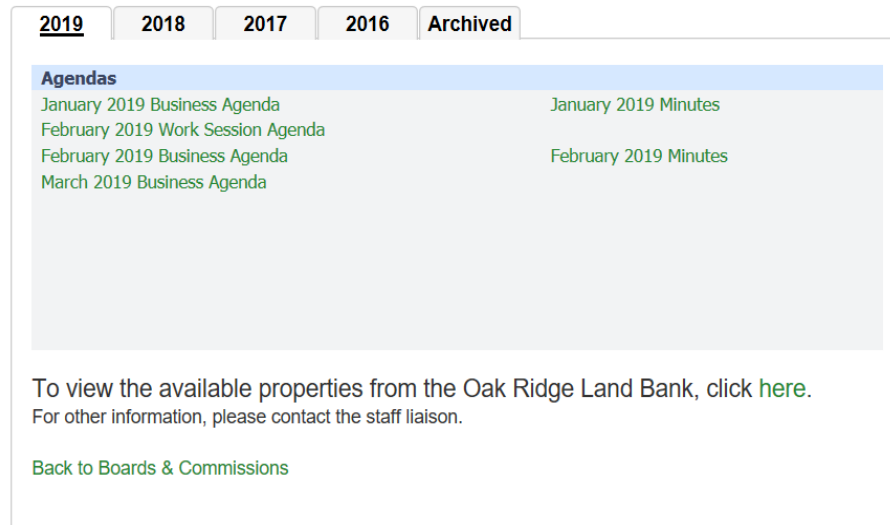 2019 2018 2017 2016 Archived
Agendas
January 2019 Business Agenda January 2019 Minutes
February 2019 Work Session Agenda
February 2019 Business Agenda February 2019 Minutes
March 2019 Business Agenda
To view the available properties from the Oak Ridge Land Bank, click here.
For other information, please contact the staff liaison.
Back to Boards & Commissions